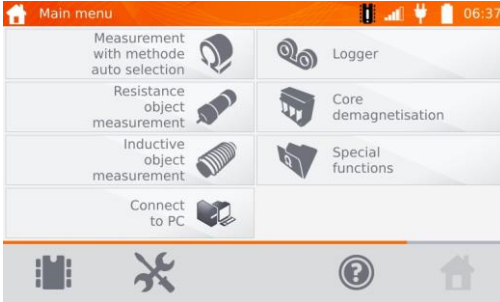 Main menu
06:37
Measurement
with methode
auto selection
Logger
Resistance
object
measurement
Core
demagnetisation
Inductive
object
measurement
Special
functions
Connect
to PC